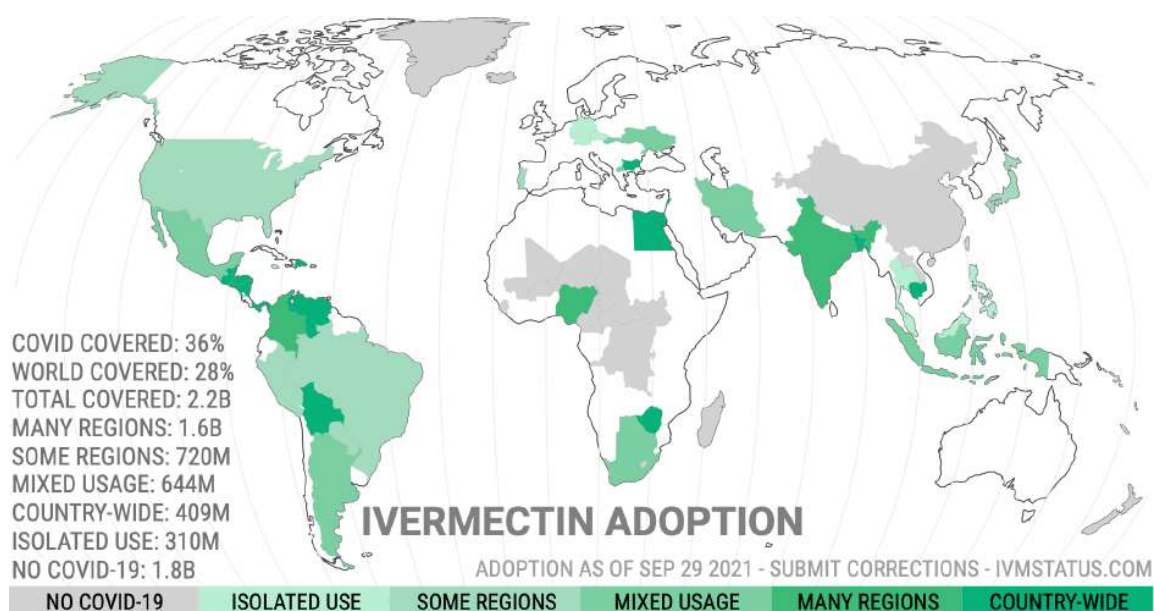 COVID COVERED: 36%
WORLD COVERED: 28%
TOTAL COVERED: 2.2B
MANY REGIONS: 1.6B
SOME REGIONS: 720M
MIXED USAGE: 644M
COUNTRY-WIDE: 409M
ISOLATED USE: 310M
NO COVID-19: 1.8B
IVERMECTIN ADOPTION
ADOPTION AS OF SEP 29 2021 - SUBMIT CORRECTIONS - IVMSTATUS.COM
NO COVID-19 ISOLATED USE SOME REGIONS MIXED USAGE MANY REGIONS COUNTRY-WIDE